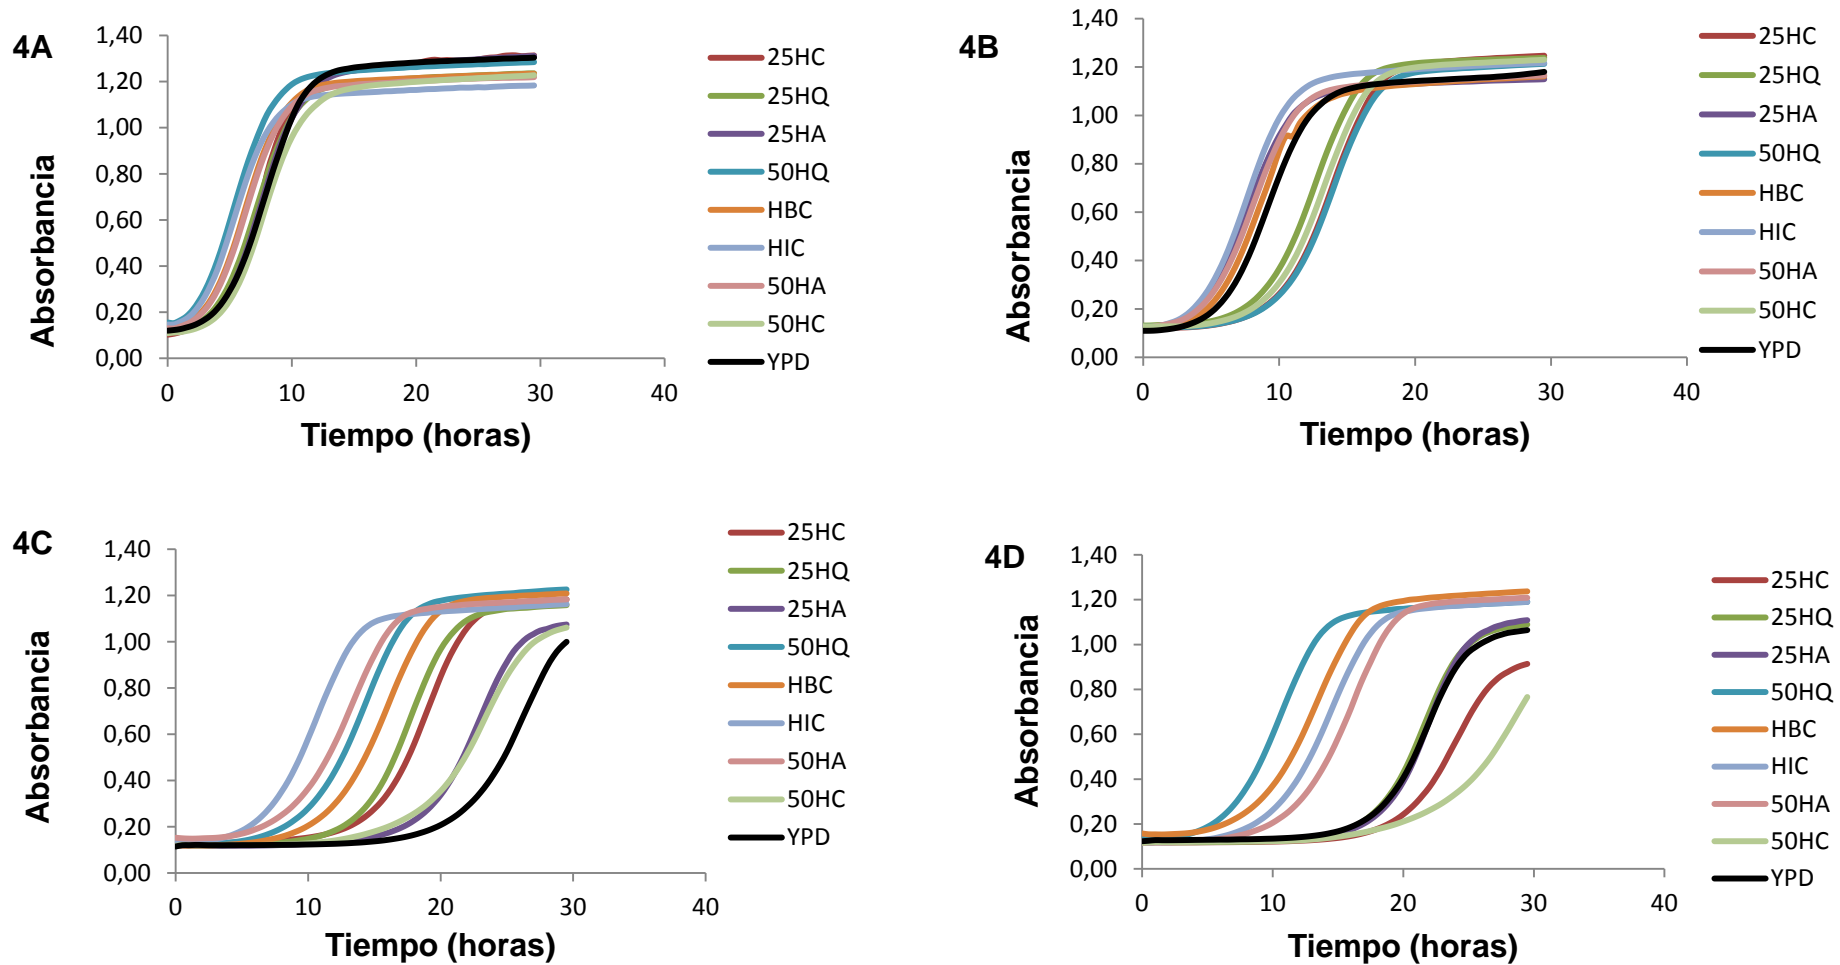 4A
1,40
1,20
1,00
0,80
0,60
0,40
0,20
0,00
0 10 20 30 40
Absorbancia
Tiempo (horas)
25HC
25HQ
25HA
50HQ
HBC
HIC
50HA
50HC
YPD
4B
1,40
1,20
1,00
0,80
0,60
0,40
0,20
0,00
0 10 20 30 40
Absorbancia
Tiempo (horas)
25HC
25HQ
25HA
50HQ
HBC
HIC
50HA
50HC
YPD
4C
1,40
1,20
1,00
0,80
0,60
0,40
0,20
0,00
0 10 20 30 40
Absorbancia
Tiempo (horas)
25HC
25HQ
25HA
50HQ
HBC
HIC
50HA
50HC
YPD
4D
1,40
1,20
1,00
0,80
0,60
0,40
0,20
0,00
0 10 20 30 40
Absorbancia
Tiempo (horas)
25HC
25HQ
25HA
50HQ
HBC
HIC
50HA
50HC
YPD